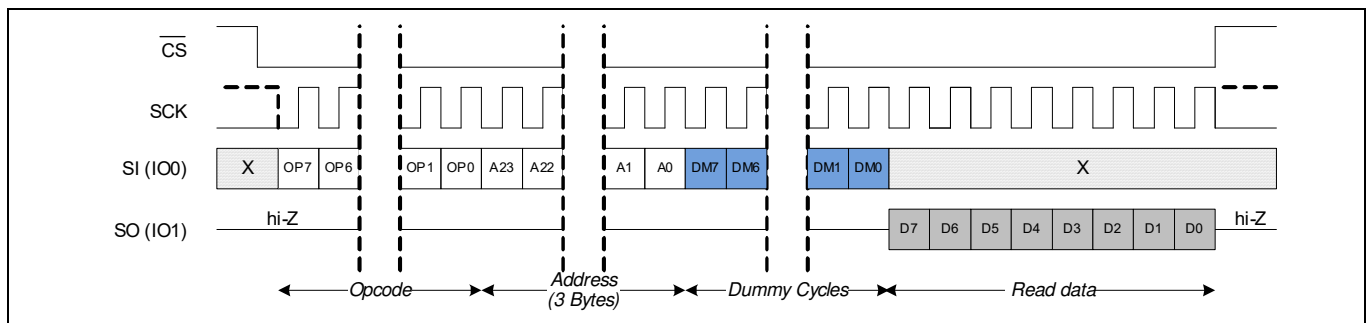 CS
SCK
SI (IO0) X OP7 OP6 OP1 OP0 A23 A22 A1 A0 DM7 DM6 DM1 DM0 X
hi-Z hi-Z
SO (IO1) D7 D6 D5 D4 D3 D2 D1 D0
Opcode Address (3 Bytes) Dummy Cycles Read data